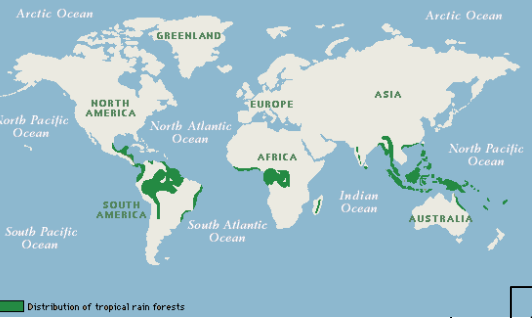 Arctic Ocean
Arctic Ocean
GREENLAND
ASIA
EUROPE
NORTH
AMERICA
North Pacific
Ocean
North Atlantic
Ocean
North Pacific
Ocean
AFRICA
Indian
Ocean
SOUTH
AMERICA
South Atlantic
Ocean
AUSTRALIA
South Pacific
Ocean
Distribution of tropical rain forests